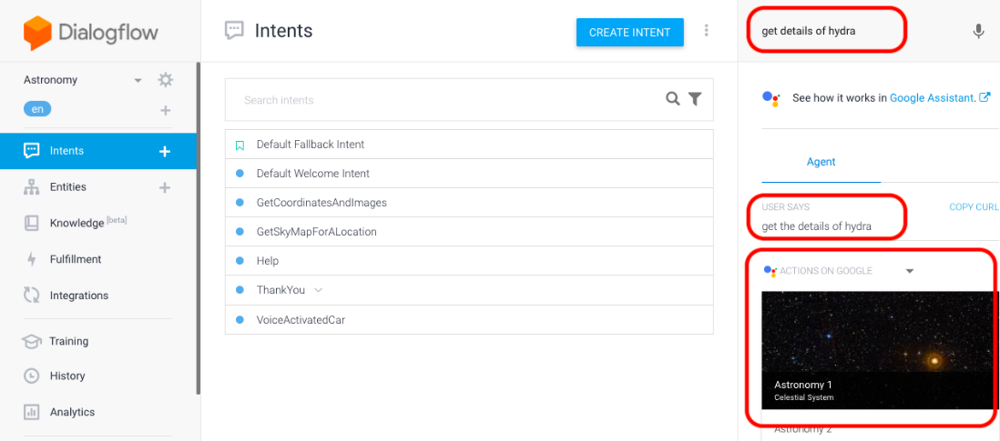 Dialogflow
Intents
CREATE INTENT
get details of hydra
Astronomy
en
Intents
Entities
Knowledge [beta]
Fulfillment
Integrations
Training
History
Analytics
Search intents
Default Fallback Intent
Default Welcome Intent
GetCoordinatesAndImages
GetSkyMapForALocation
Help
ThankYou
VoiceActivatedCar
See how it works in Google Assistant.
Agent
USER SAYS
COPY CURL
get the details of hydra
ACTIONS ON GOOGLE
Astronomy 1
Celestial System
Astronomy 2